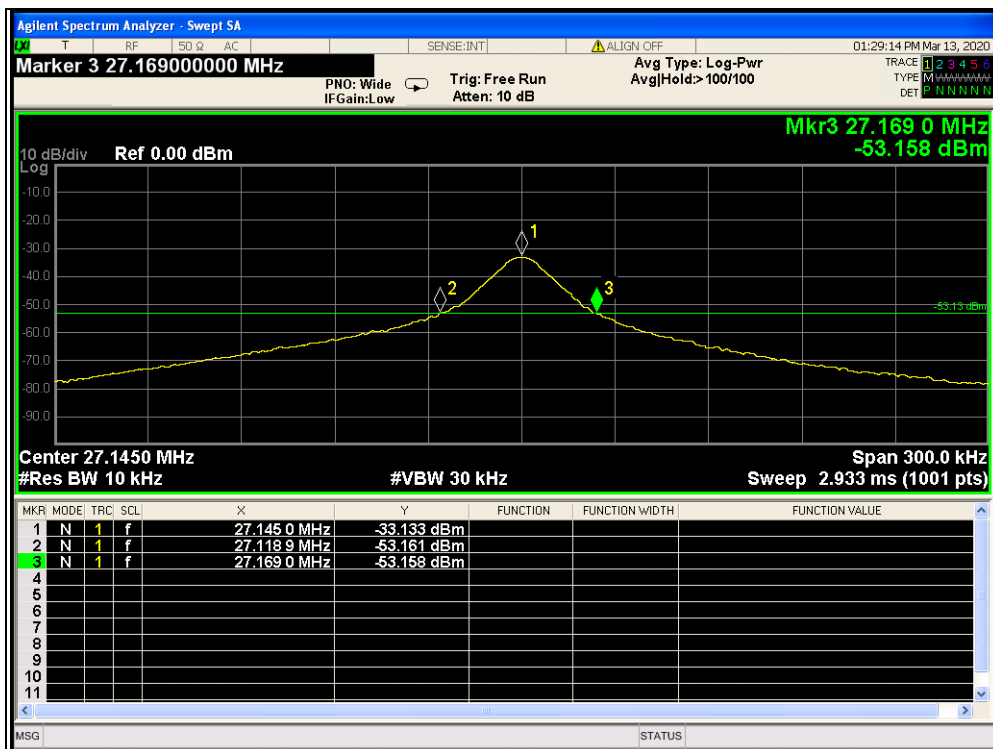 Agilent Spectrum Analyzer - Swept SA
LXI T RF 50 Ω AC SENSE:INT ALIGN OFF 01:29:14 PM Mar 13, 2020
Marker 3 27.169000000 MHz
PNO: Wide
IFGain:Low
Trig: Free Run
Atten: 10 dB
Avg Type: Log-Pwr
Avg|Hold:>100/100
TRACE 1 2 3 4 5 6
TYPE M WWWWW
DET P N N N N N
Mkr3 27.169 0 MHz
-53.158 dBm
10 dB/div Ref 0.00 dBm
Log
-10.0
-20.0
-30.0
-40.0
-50.0
-60.0
-70.0
-80.0
-90.0
1
2
3
-53.13 dBm
Center 27.1450 MHz Span 300.0 kHz
#Res BW 10 kHz #VBW 30 kHz Sweep 2.933 ms (1001 pts)
MKR MODE TRC SCL X Y FUNCTION FUNCTION WIDTH FUNCTION VALUE
1 N 1 f 27.145 0 MHz -33.133 dBm
2 N 1 f 27.118 9 MHz -53.161 dBm
3 N 1 f 27.169 0 MHz -53.158 dBm
4
5
6
7
8
9
10
11
MSG STATUS